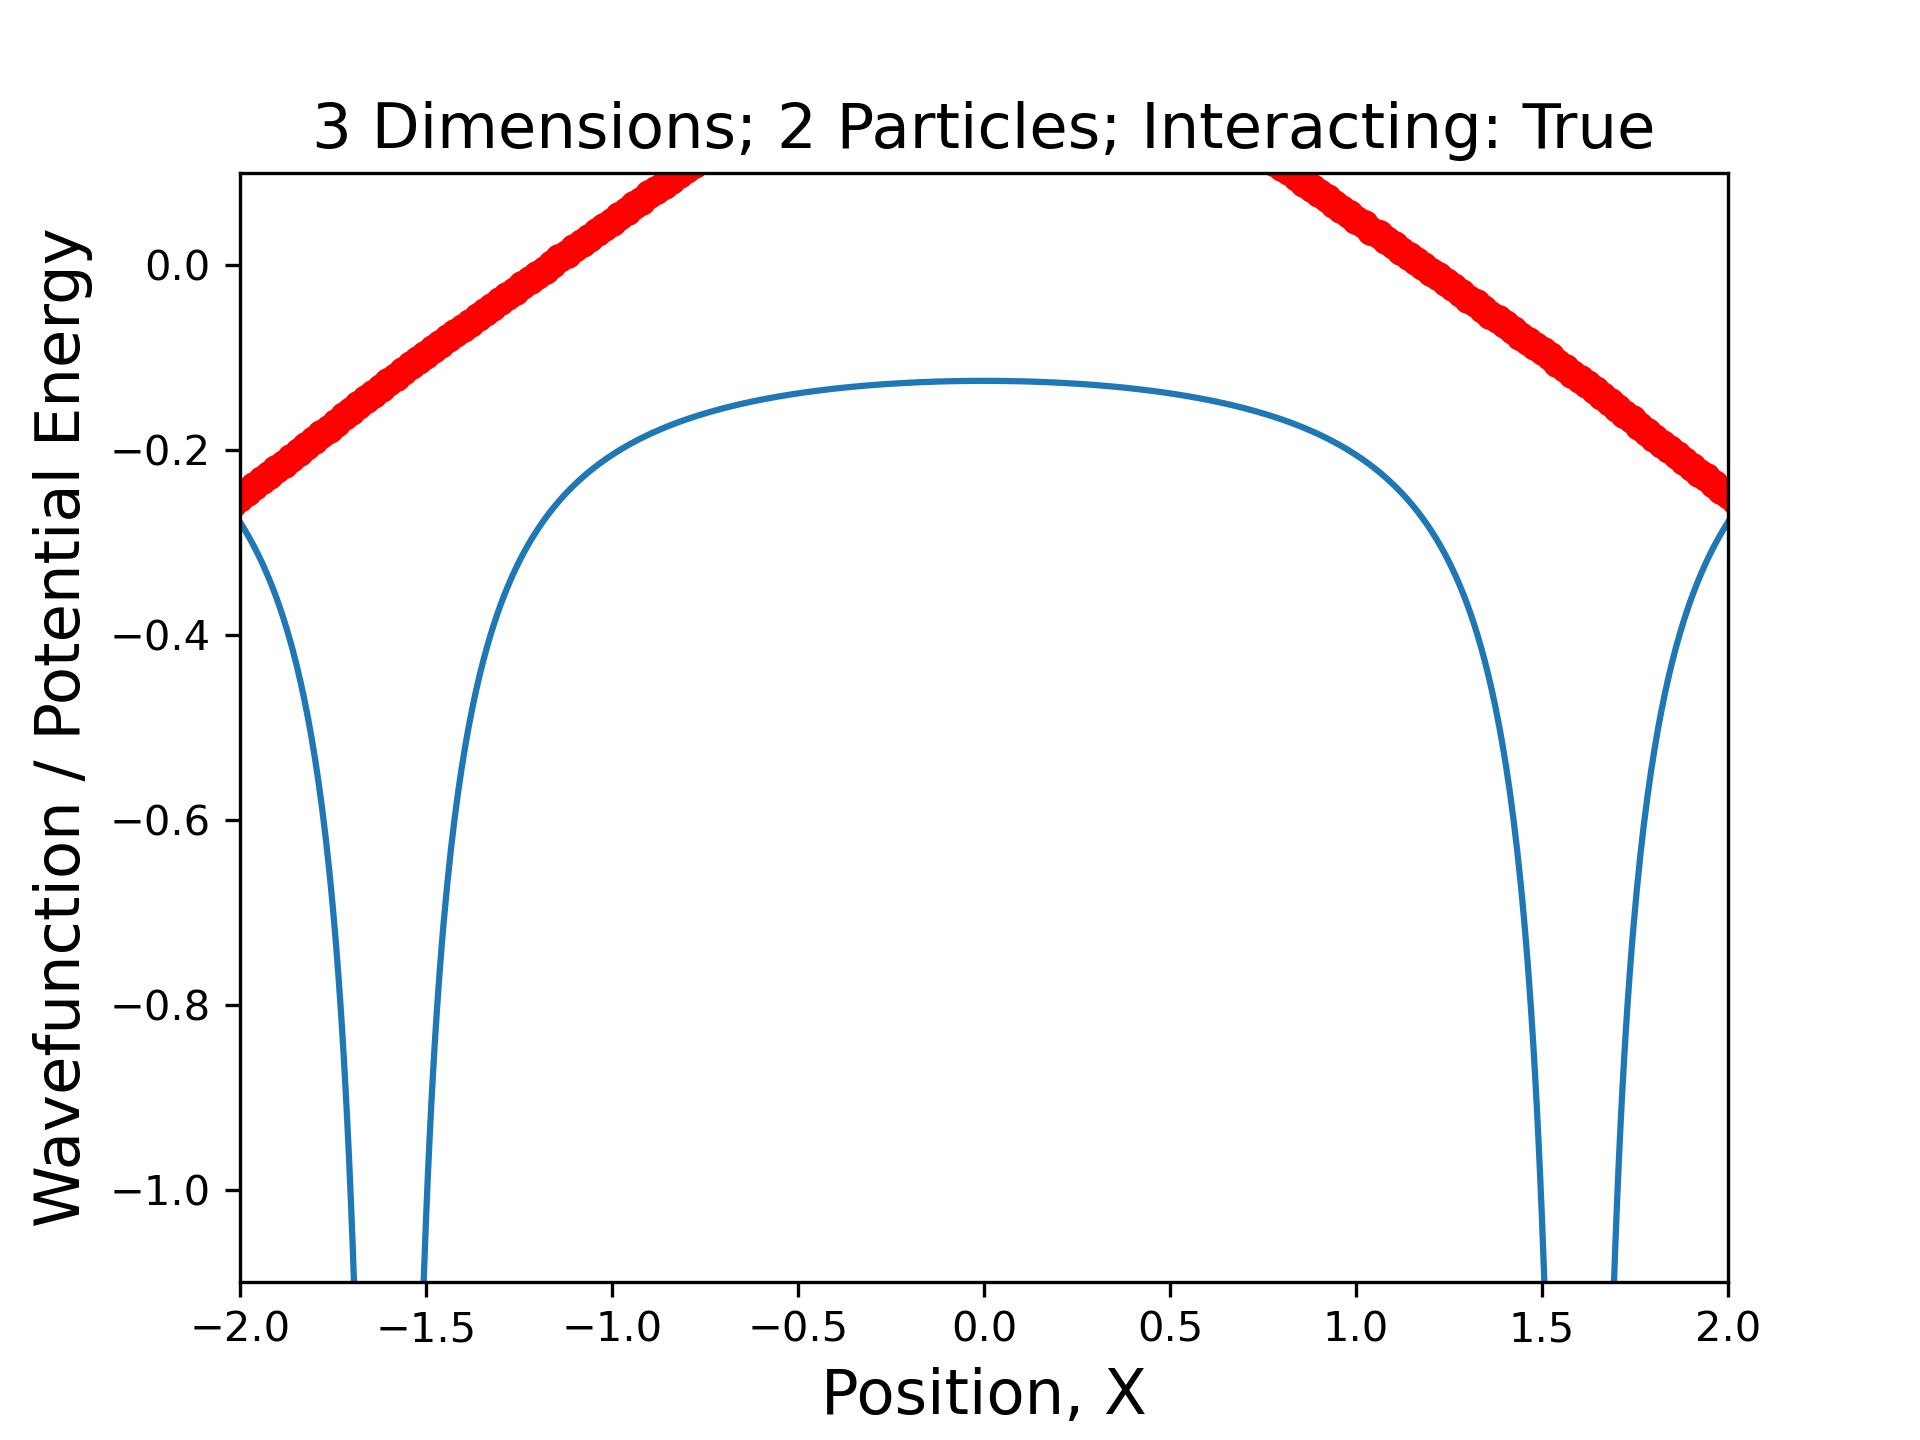 3 Dimensions; 2 Particles; Interacting: True
Wavefunction / Potential Energy
0.0
−0.2
−0.4
−0.6
−0.8
−1.0
−2.0 −1.5 −1.0 −0.5 0.0 0.5 1.0 1.5 2.0
Position, X